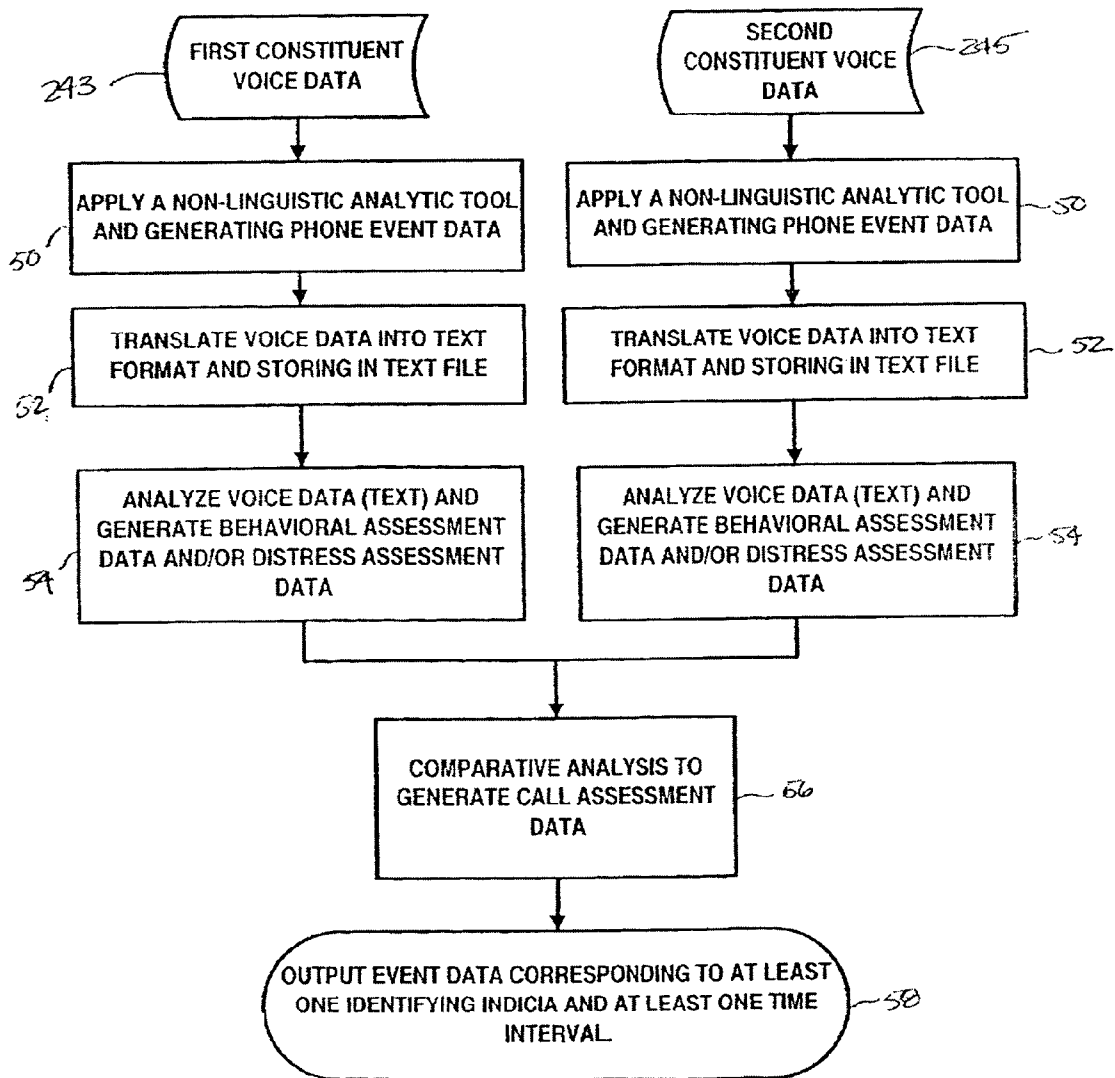 FIRST CONSTITUENT
VOICE DATA
243
SECOND
CONSTITUENT VOICE
DATA
245
APPLY A NON-LINGUISTIC ANALYTIC TOOL
AND GENERATING PHONE EVENT DATA
50
APPLY A NON-LINGUISTIC ANALYTIC TOOL
AND GENERATING PHONE EVENT DATA
50
TRANSLATE VOICE DATA INTO TEXT
FORMAT AND STORING IN TEXT FILE
52
TRANSLATE VOICE DATA INTO TEXT
FORMAT AND STORING IN TEXT FILE
52
ANALYZE VOICE DATA (TEXT) AND
GENERATE BEHAVIORAL ASSESSMENT
DATA AND/OR DISTRESS ASSESSMENT
DATA
54
ANALYZE VOICE DATA (TEXT) AND
GENERATE BEHAVIORAL ASSESSMENT
DATA AND/OR DISTRESS ASSESSMENT
DATA
54
COMPARATIVE ANALYSIS TO
GENERATE CALL ASSESSMENT
DATA
56
OUTPUT EVENT DATA CORRESPONDING TO AT LEAST
ONE IDENTIFYING INDICIA AND AT LEAST ONE TIME
INTERVAL.
58